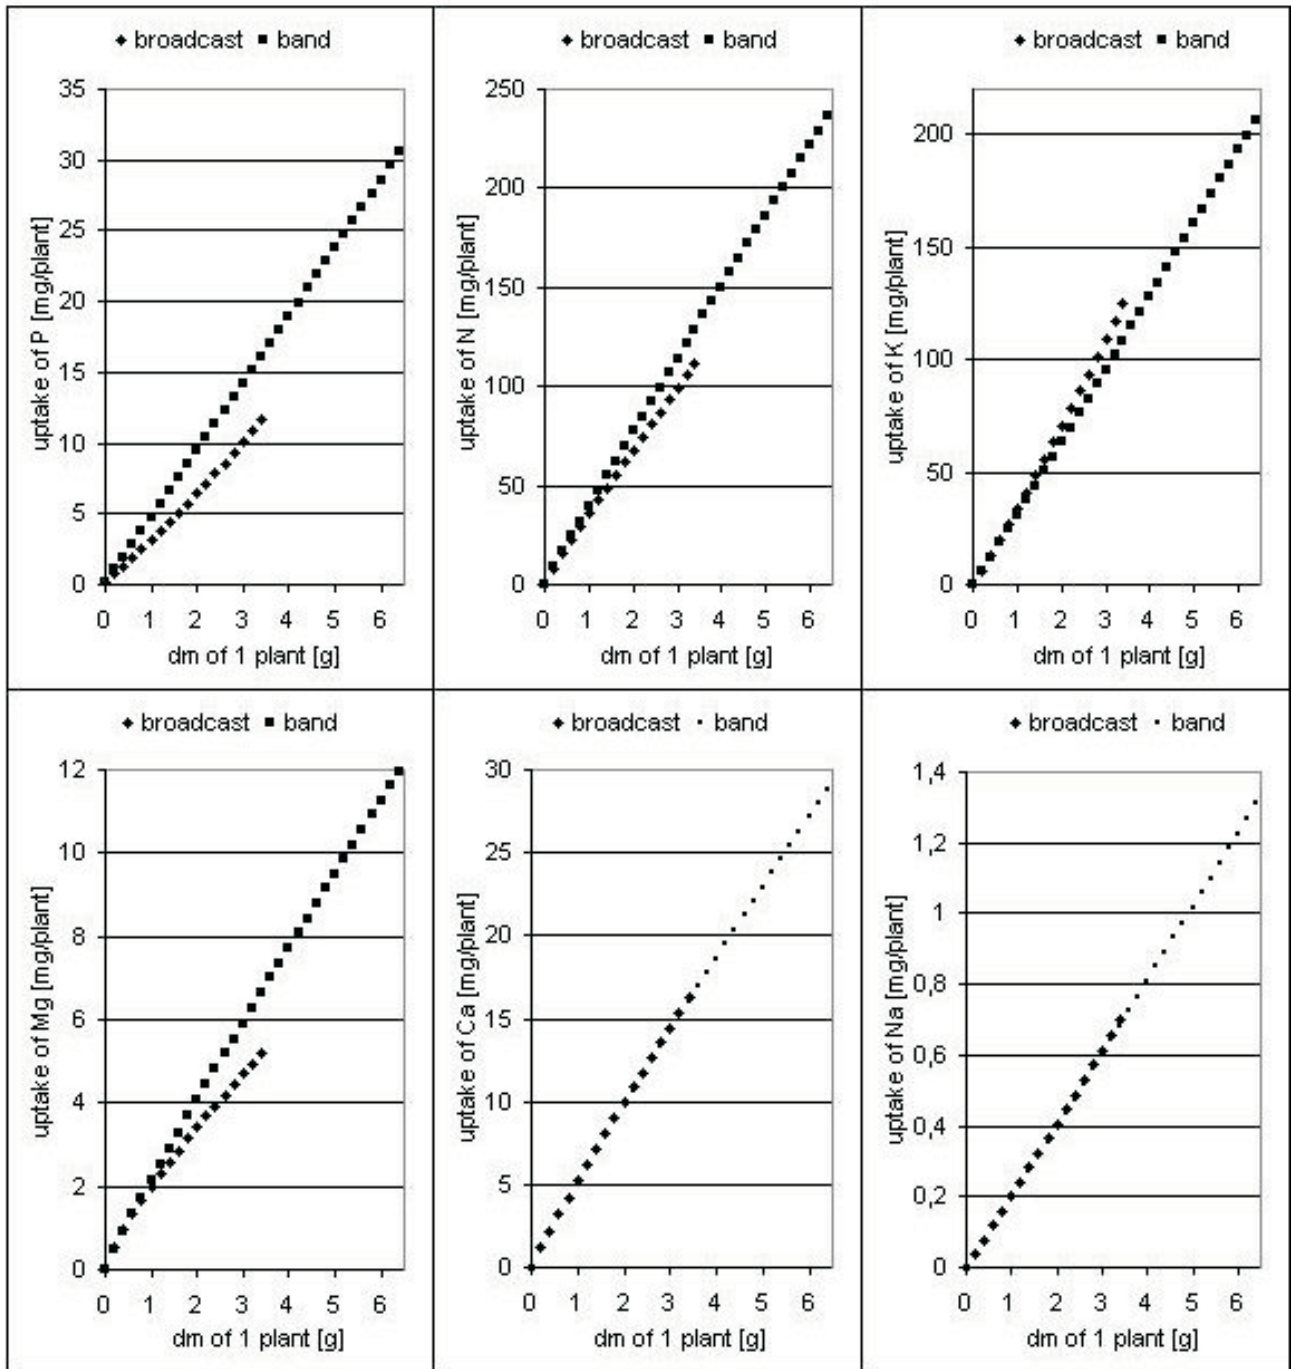 broadcast band
35
30
25
20
15
10
5
0
uptake of P [mg/plant]
0 1 2 3 4 5 6
dm of 1 plant [g]
broadcast band
250
200
150
100
50
0
uptake of N [mg/plant]
0 1 2 3 4 5 6
dm of 1 plant [g]
broadcast band
200
150
100
50
0
uptake of K [mg/plant]
0 1 2 3 4 5 6
dm of 1 plant [g]
broadcast band
12
10
8
6
4
2
0
uptake of Mg [mg/plant]
0 1 2 3 4 5 6
dm of 1 plant [g]
broadcast band
30
25
20
15
10
5
0
uptake of Ca [mg/plant]
0 1 2 3 4 5 6
dm of 1 plant [g]
broadcast band
1,4
1,2
1
0,8
0,6
0,4
0,2
0
uptake of Na [mg/plant]
0 1 2 3 4 5 6
dm of 1 plant [g]